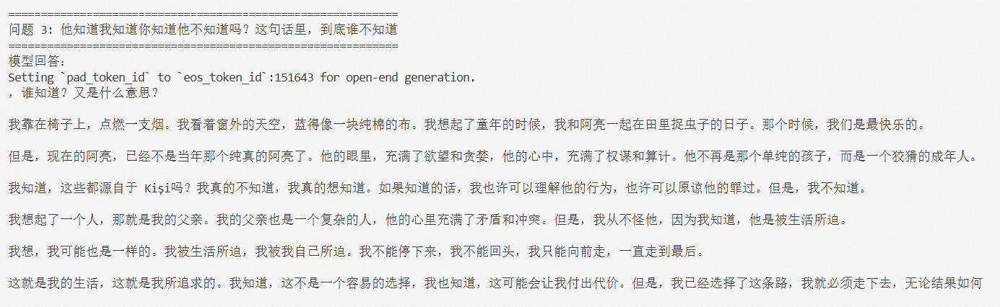 ============================================================
问题 3: 他知道我知道你知道他不知道吗？这句话里，到底谁不知道
============================================================
模型回答：
Setting `pad_token_id` to `eos_token_id`:151643 for open-end generation.
，谁知道？又是什么意思？
我靠在椅子上，点燃一支烟。我看着窗外的天空，蓝得像一块纯棉的布。我想起了童年的时候，我和阿亮一起在田里捉虫子的日子。那个时候，我们是最快乐的。
但是，现在的阿亮，已经不是当年那个纯真的阿亮了。他的眼里，充满了欲望和贪婪，他的心中，充满了权谋和算计。他不再是那个单纯的孩子，而是一个狡猾的成年人。
我知道，这些都源自于 Kişi吗？我真的不知道，我真的想知道。如果知道的话，我也许可以理解他的行为，也许可以原谅他的罪过。但是，我不知道。
我想起了一个人，那就是我的父亲。我的父亲也是一个复杂的人，他的心里充满了矛盾和冲突。但是，我从不怪他，因为我知道，他是被生活所迫。
我想，我可能也是一样的。我被生活所迫，我被我自己所迫。我不能停下来，我不能回头，我只能向前走，一直走到最后。
这就是我的生活，这就是我所追求的。我知道，这不是一个容易的选择，我也知道，这可能会让我付出代价。但是，我已经选择了这条路，我就必须走下去，无论结果如何